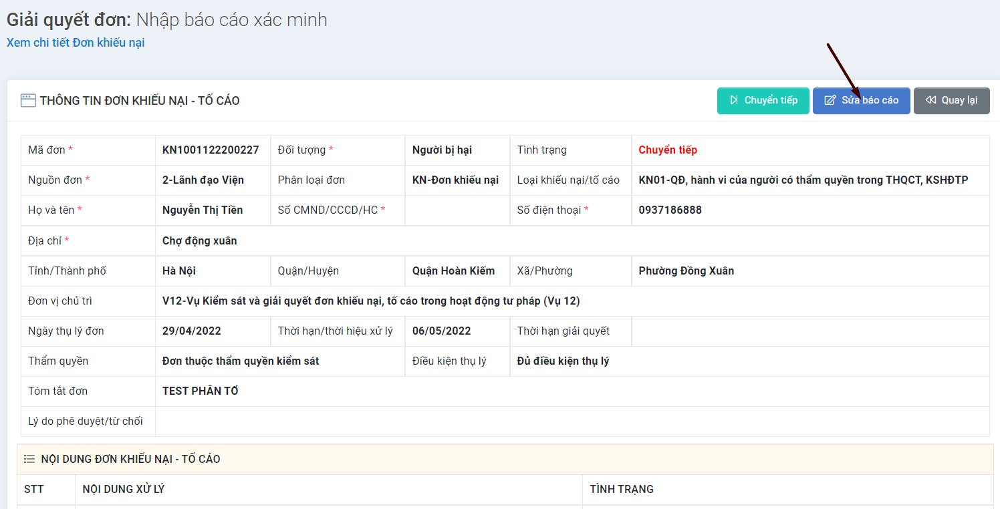 Giải quyết đơn: Nhập báo cáo xác minh
Xem chi tiết Đơn khiếu nại
THÔNG TIN ĐƠN KHIẾU NẠI - TỐ CÁO
Chuyển tiếp
Sửa báo cáo
Quay lại
Mã đơn * KN1001122200227 Đối tượng * Người bị hại Tình trạng Chuyển tiếp
Nguồn đơn * 2-Lãnh đạo Viện Phân loại đơn KN-Đơn khiếu nại Loại khiếu nại/tố cáo KN01-QĐ, hành vi của người có thẩm quyền trong THQCT, KSHĐTP
Họ và tên * Nguyễn Thị Tiền Số CMND/CCCD/HC * Số điện thoại * 0937186888
Địa chỉ * Chợ động xuân
Tỉnh/Thành phố Hà Nội Quận/Huyện Quận Hoàn Kiếm Xã/Phường Phường Đồng Xuân
Đơn vị chủ trì V12-Vụ Kiểm sát và giải quyết đơn khiếu nại, tố cáo trong hoạt động tư pháp (Vụ 12)
Ngày thụ lý đơn 29/04/2022 Thời hạn/thời hiệu xử lý 06/05/2022 Thời hạn giải quyết
Thẩm quyền Đơn thuộc thẩm quyền kiểm sát Điều kiện thụ lý Đủ điều kiện thụ lý
Tóm tắt đơn TEST PHÂN TỔ
Lý do phê duyệt/từ chối
NỘI DUNG ĐƠN KHIẾU NẠI - TỐ CÁO
STT NỘI DUNG XỬ LÝ TÌNH TRẠNG